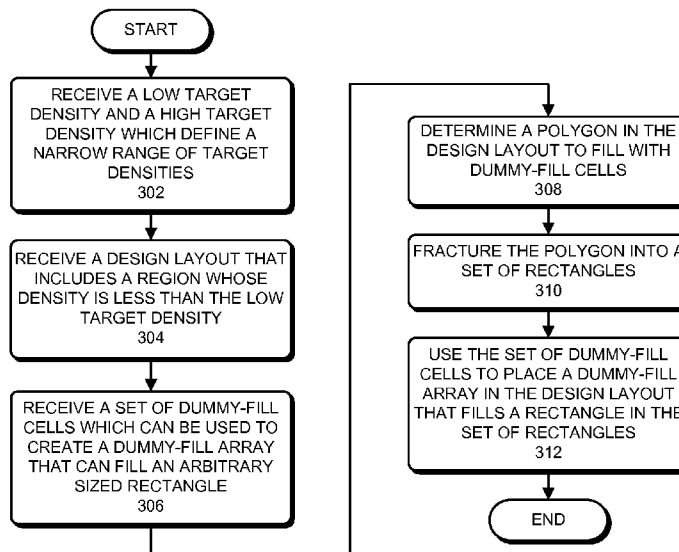 START
RECEIVE A LOW TARGET
DENSITY AND A HIGH TARGET
DENSITY WHICH DEFINE A
NARROW RANGE OF TARGET
DENSITIES
302
RECEIVE A DESIGN LAYOUT THAT
INCLUDES A REGION WHOSE
DENSITY IS LESS THAN THE LOW
TARGET DENSITY
304
RECEIVE A SET OF DUMMY-FILL
CELLS WHICH CAN BE USED TO
CREATE A DUMMY-FILL ARRAY
THAT CAN FILL AN ARBITRARY
SIZED RECTANGLE
306
DETERMINE A POLYGON IN THE
DESIGN LAYOUT TO FILL WITH
DUMMY-FILL CELLS
308
FRACTURE THE POLYGON INTO A
SET OF RECTANGLES
310
USE THE SET OF DUMMY-FILL
CELLS TO PLACE A DUMMY-FILL
ARRAY IN THE DESIGN LAYOUT
THAT FILLS A RECTANGLE IN THE
SET OF RECTANGLES
312
END